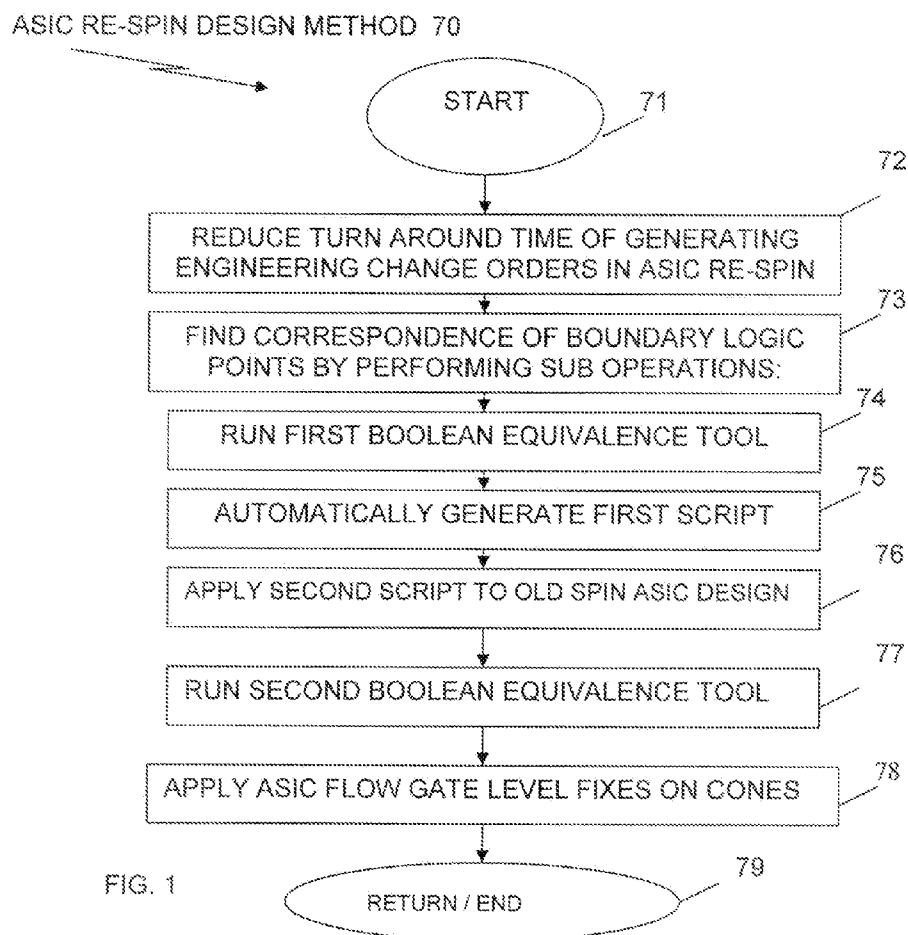 ASIC RE-SPIN DESIGN METHOD 70
START
71
72
REDUCE TURN AROUND TIME OF GENERATING
ENGINEERING CHANGE ORDERS IN ASIC RE-SPIN
73
FIND CORRESPONDENCE OF BOUNDARY LOGIC
POINTS BY PERFORMING SUB OPERATIONS:
74
RUN FIRST BOOLEAN EQUIVALENCE TOOL
75
AUTOMATICALLY GENERATE FIRST SCRIPT
76
APPLY SECOND SCRIPT TO OLD SPIN ASIC DESIGN
77
RUN SECOND BOOLEAN EQUIVALENCE TOOL
APPLY ASIC FLOW GATE LEVEL FIXES ON CONES
78
FIG. 1
RETURN / END
79